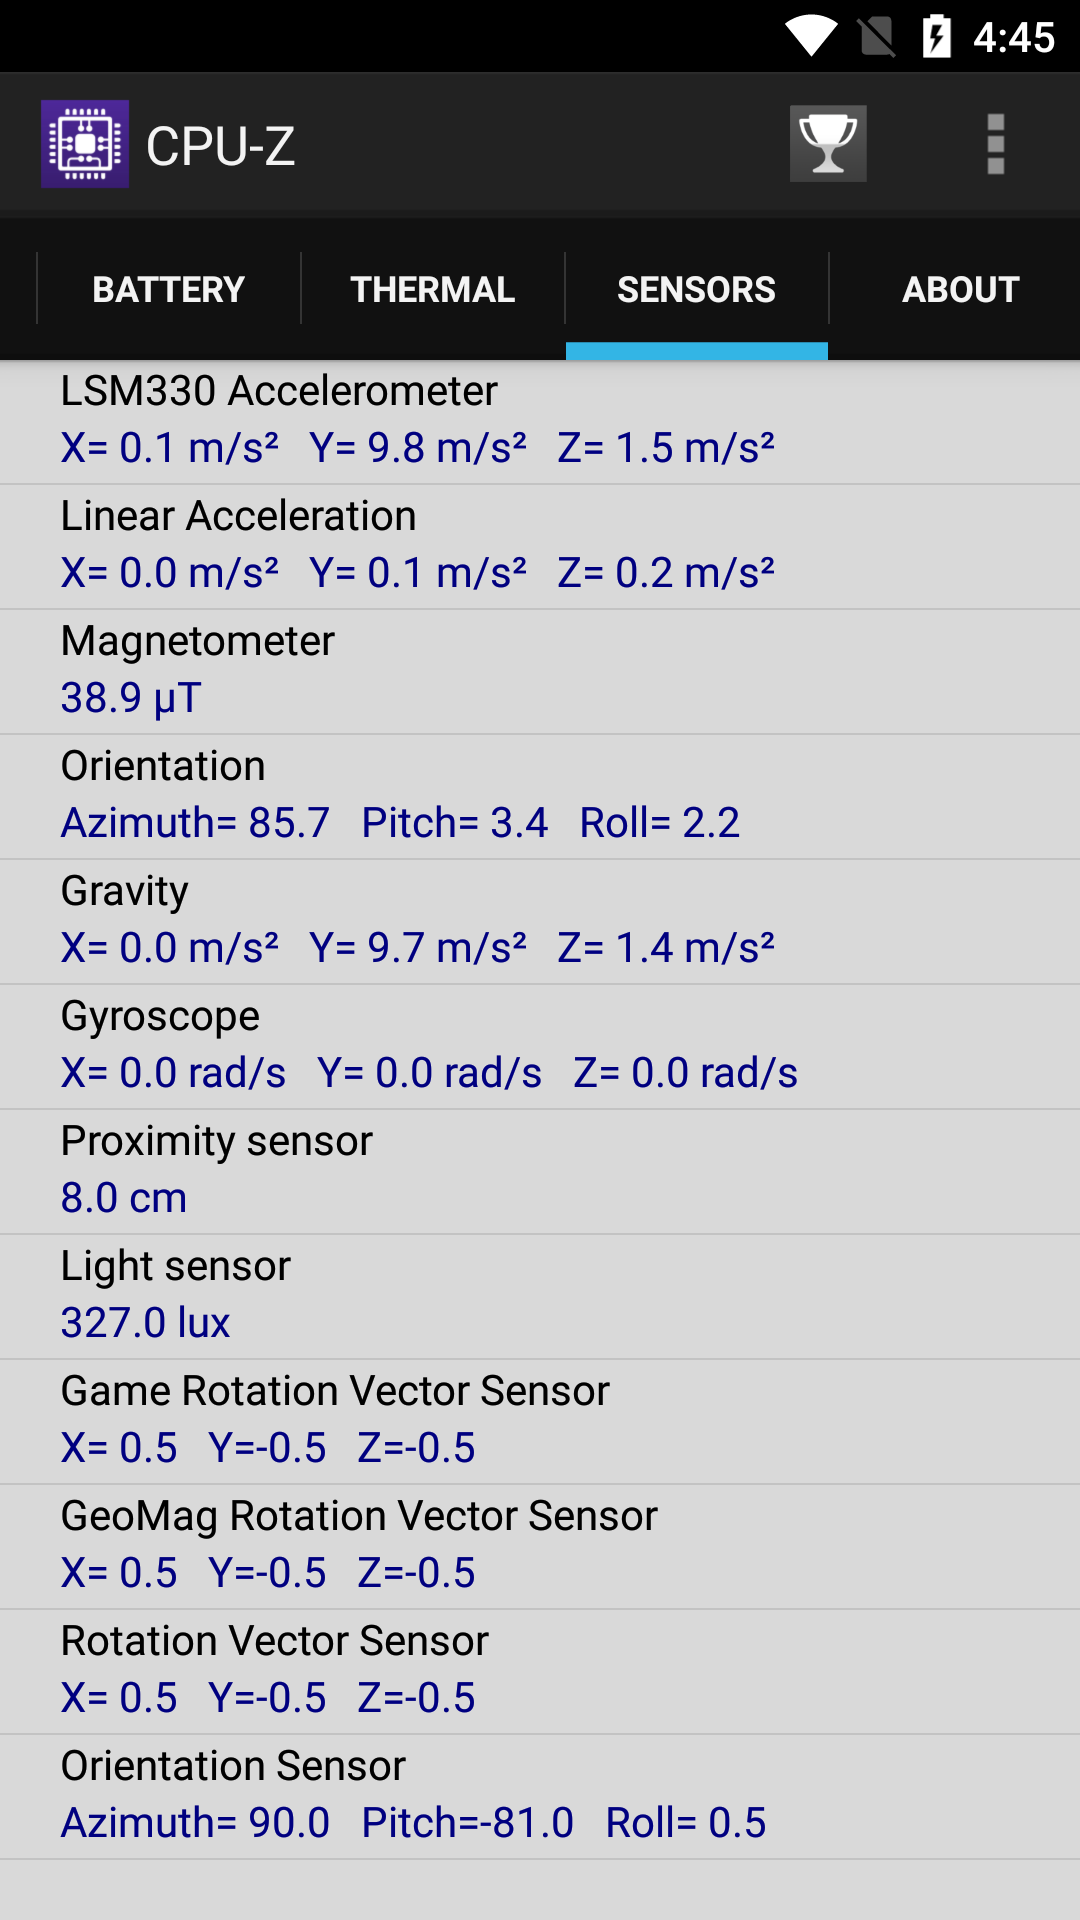 4:45
CPU-Z
BATTERY THERMAL SENSORS ABOUT
LSM330 Accelerometer
X= 0.1 m/s² Y= 9.8 m/s² Z= 1.5 m/s²
Linear Acceleration
X= 0.0 m/s² Y= 0.1 m/s² Z= 0.2 m/s²
Magnetometer
38.9 μT
Orientation
Azimuth= 85.7 Pitch= 3.4 Roll= 2.2
Gravity
X= 0.0 m/s² Y= 9.7 m/s² Z= 1.4 m/s²
Gyroscope
X= 0.0 rad/s Y= 0.0 rad/s Z= 0.0 rad/s
Proximity sensor
8.0 cm
Light sensor
327.0 lux
Game Rotation Vector Sensor
X= 0.5 Y=-0.5 Z=-0.5
GeoMag Rotation Vector Sensor
X= 0.5 Y=-0.5 Z=-0.5
Rotation Vector Sensor
X= 0.5 Y=-0.5 Z=-0.5
Orientation Sensor
Azimuth= 90.0 Pitch=-81.0 Roll= 0.5